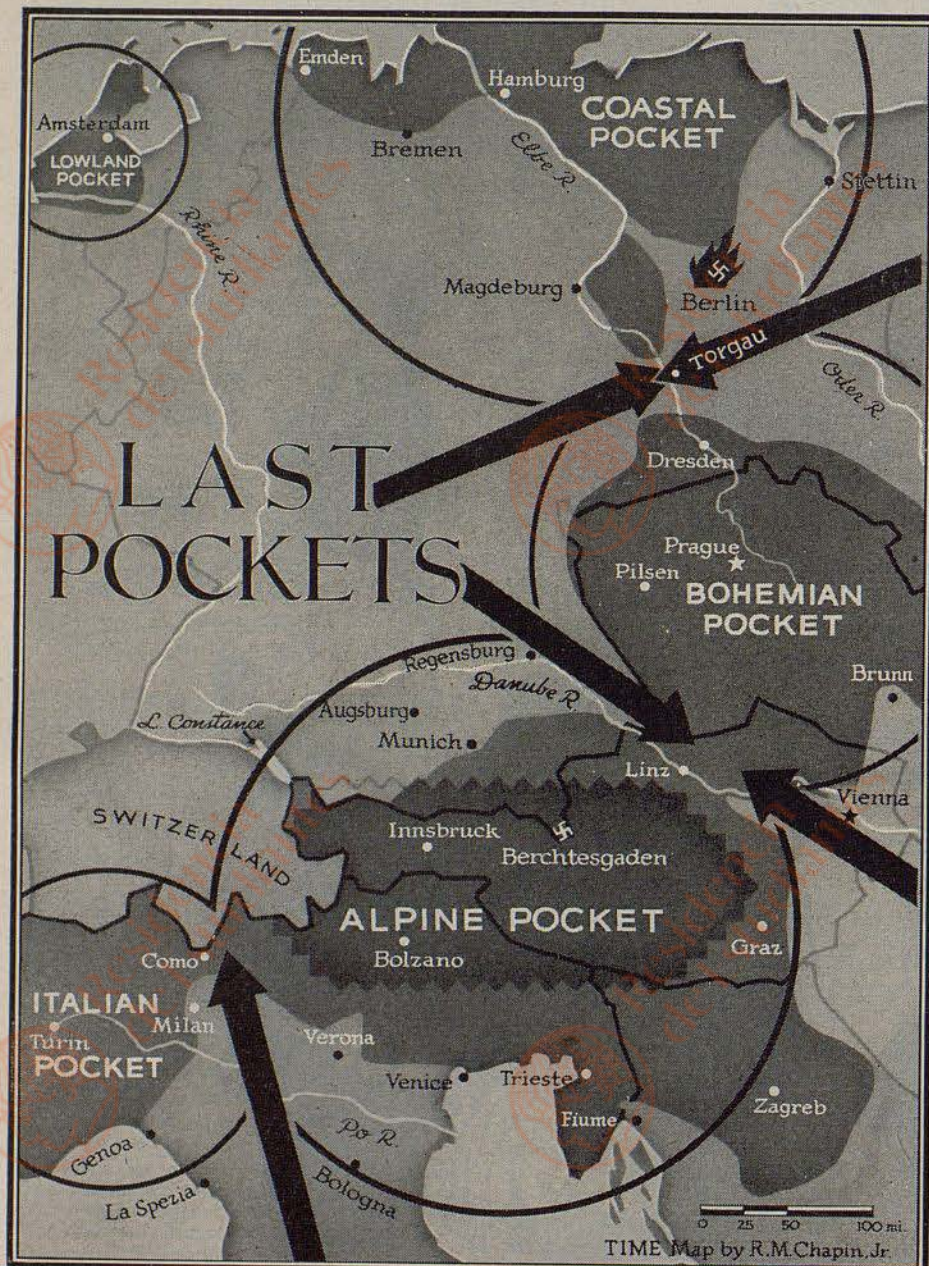 Emden
Hamburg
COASTAL
POCKET
Amsterdam
LOWLAND
POCKET
Bremen
Elbe R.
Stettin
Rhine R.
Magdeburg
Berlin
Torgau
Oder R.
LAST
POCKETS
Dresden
Prague
Pilsen
BOHEMIAN
POCKET
Brunn
Regensburg
Danube R.
L. Constance
Augsburg
Munich
Linz
Vienna
SWITZERLAND
Innsbruck
Berchtesgaden
ALPINE POCKET
Graz
Como
Bolzano
ITALIAN
Milan
Turin
POCKET
Verona
Venice
Trieste
Zagreb
Fiume
Po R.
Genoa
La Spezia
Bologna
0 25 50 100 mi.
TIME Map by R.M.Chapin,Jr.